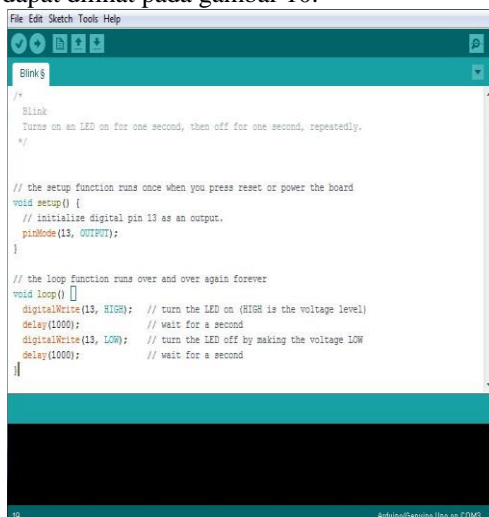 dapat dilihat pada gambar 10.
File Edit Sketch Tools Help
Blink §
/*
Blink
Turns on an LED on for one second, then off for one second, repeatedly.
*/
// the setup function runs once when you press reset or power the board
void setup() {
// initialize digital pin 13 as an output.
pinMode(13, OUTPUT);
}
// the loop function runs over and over again forever
void loop() {
digitalWrite(13, HIGH); // turn the LED on (HIGH is the voltage level)
delay(1000); // wait for a second
digitalWrite(13, LOW); // turn the LED off by making the voltage LOW
delay(1000); // wait for a second
}
19 Arduino/Genuino Uno on COM3